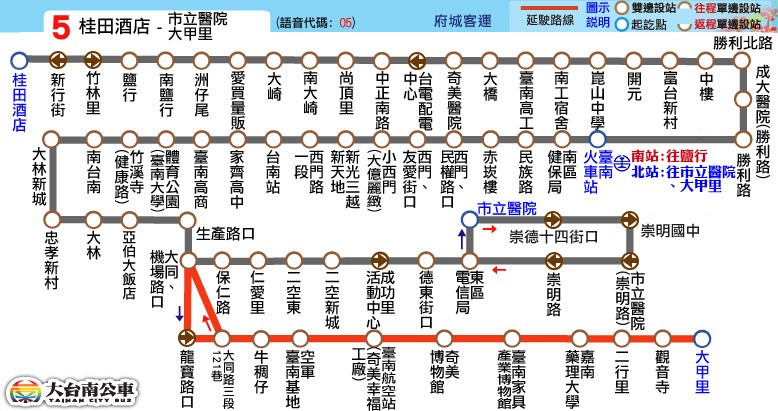 5 桂田酒店 - 市立醫院 大甲里
(語音代碼: 05)
府城客運
延駛路線
圖示說明
雙邊設站
起訖點
往程單邊設站
返程單邊設站
桂田酒店
新行街
竹林里
鹽行
南鹽行
洲仔尾
愛買量販
大崎
南大崎
尚頂里
中正南路
台電配電中心
奇美醫院
大橋
臺南高工
南工宿舍
崑山中學
開元
富台新村
中樓
勝利北路
成大醫院(勝利路)
勝利路
南站:往鹽行
北站:往市立醫院
往、大甲里
臺南火車站
南區健保局
民族路
赤崁樓
西門、民權路口
西門、友愛街口
小西門(大億麗緻)
新光三越新天地
西門路一段
台南站
家齊高中
臺南高商
體育公園(臺南大學)
竹溪寺(健康路)
南台南
大林新城
忠孝新村
大林
亞伯大飯店
生產路口
大同、機場路口
保仁路
仁愛里
二空東
二空新城
成功里活動中心
德東街口
東區電信局
市立醫院
崇德十四街口
崇明國中
市立醫院(崇明路)
崇明路
龍寶路口
大同路三段121巷
牛稠仔
空軍臺南基地
臺南航空站(奇美幸福工廠)
奇美博物館
臺南家具產業博物館
嘉南藥理大學
二行里
觀音寺
大甲里
大台南公車
TAINAN CITY BUS